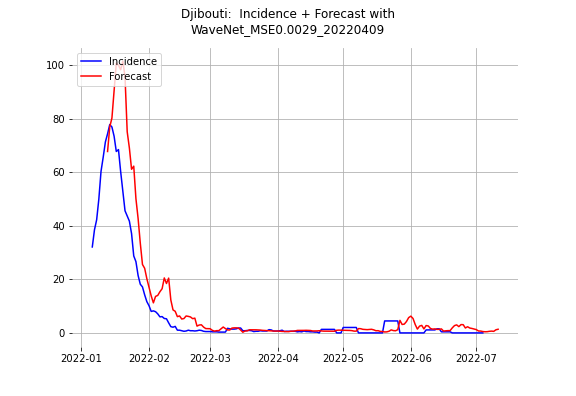 Djibouti:  Incidence + Forecast with
WaveNet_MSE0.0029_20220409
Incidence
Forecast
100
80
60
40
20
0
2022-01 2022-02 2022-03 2022-04 2022-05 2022-06 2022-07